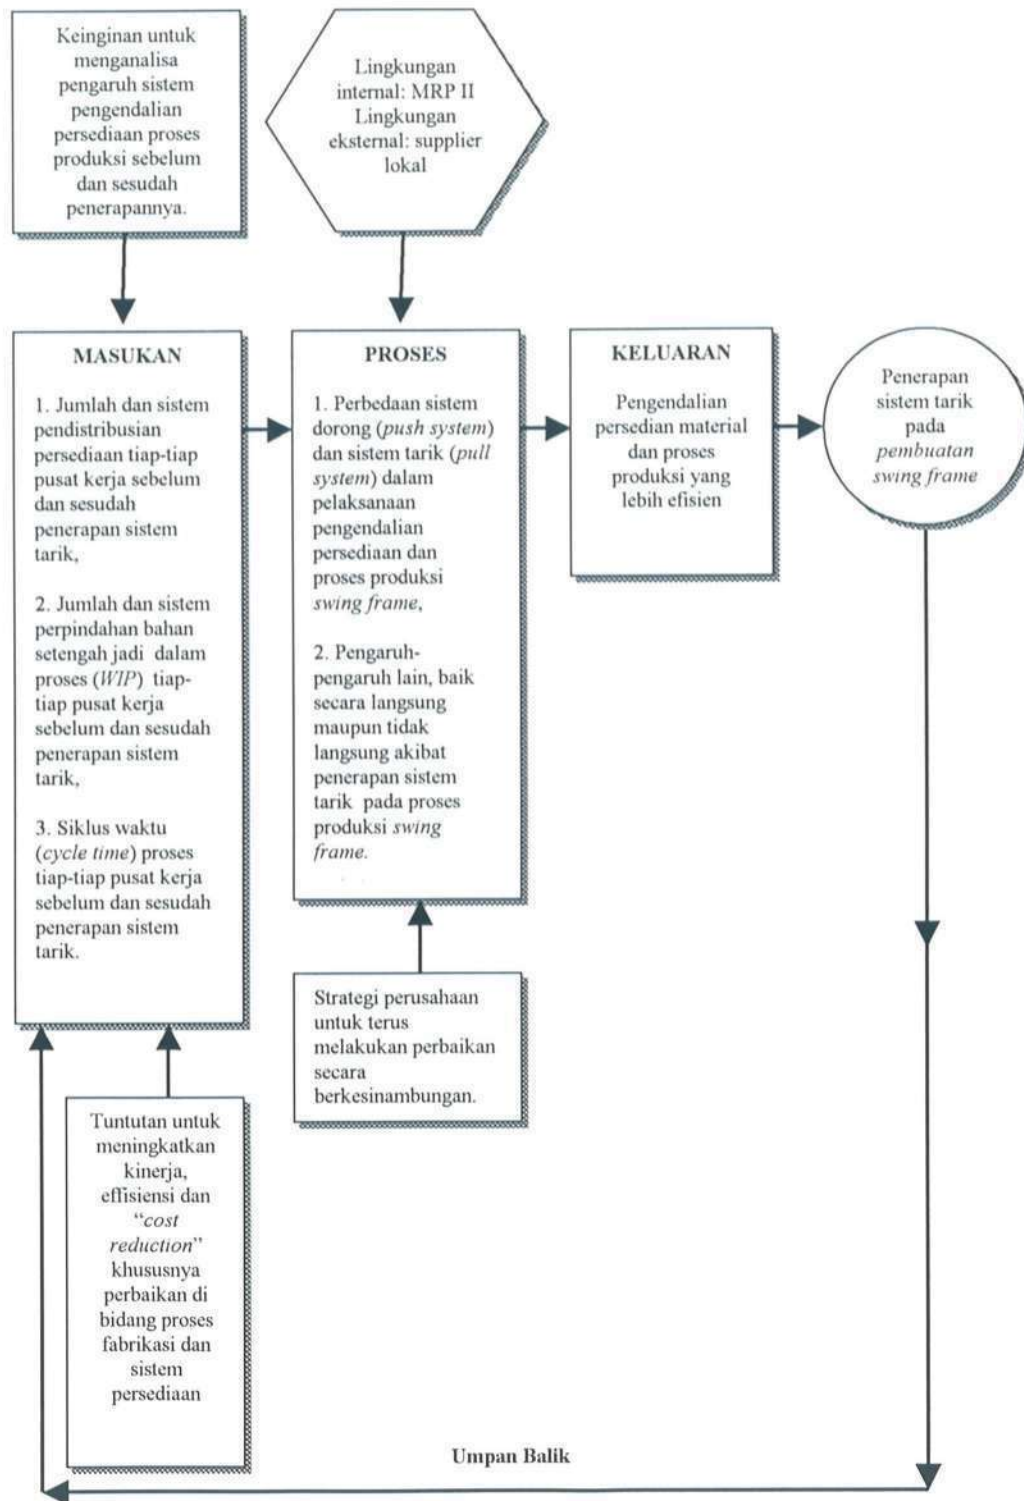 Keinginan untuk
menganalisa
pengaruh sistem
pengendalian
persediaan proses
produksi sebelum
dan sesudah
penerapannya.
Lingkungan
internal: MRP II
Lingkungan
eksternal: supplier
lokal
MASUKAN
1. Jumlah dan sistem
pendistribusian
persediaan tiap-tiap
pusat kerja sebelum
dan sesudah
penerapan sistem
tarik,
2. Jumlah dan sistem
perpindahan bahan
setengah jadi dalam
proses (WIP) tiap-
tiap pusat kerja
sebelum dan sesudah
penerapan sistem
tarik,
3. Siklus waktu
(cycle time) proses
tiap-tiap pusat kerja
sebelum dan sesudah
penerapan sistem
tarik.
PROSES
1. Perbedaan sistem
dorong (push system)
dan sistem tarik (pull
system) dalam
pelaksanaan
pengendalian
persediaan dan
proses produksi
swing frame,
2. Pengaruh-
pengaruh lain, baik
secara langsung
maupun tidak
langsung akibat
penerapan sistem
tarik pada proses
produksi swing
frame.
KELUARAN
Pengendalian
persedian material
dan proses
produksi yang
lebih efisien
Penerapan
sistem tarik
pada
pembuatan
swing frame
Strategi perusahaan
untuk terus
melakukan perbaikan
secara
berkesinambungan.
Tuntutan untuk
meningkatkan
kinerja,
effisiensi dan
“cost
reduction”
khususnya
perbaikan di
bidang proses
fabrikasi dan
sistem
persediaan
Umpan Balik